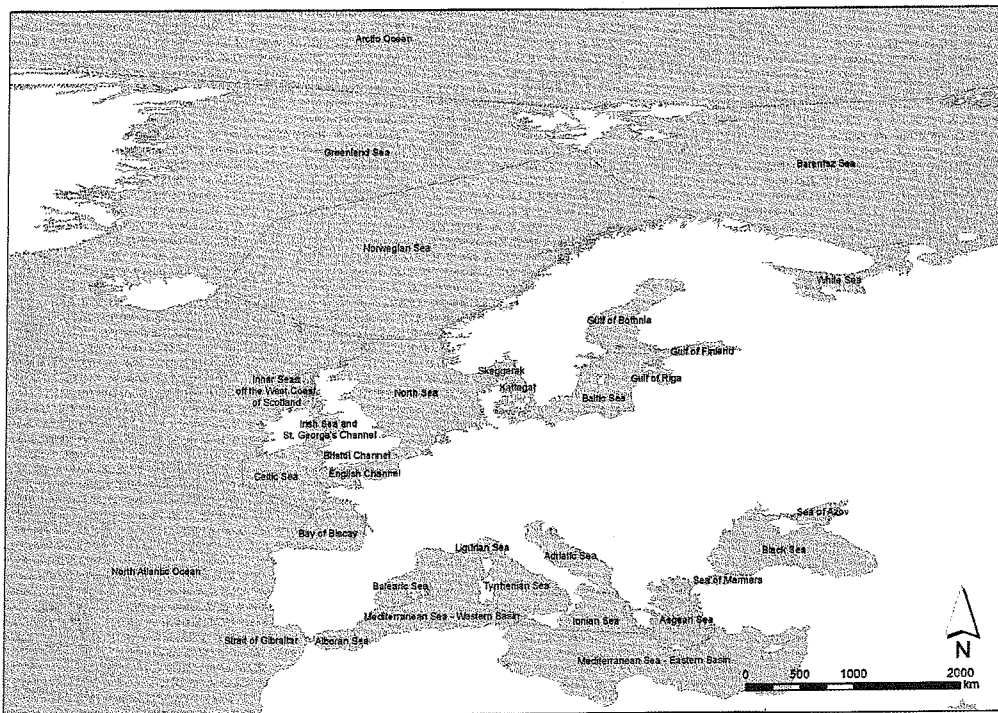 Arctic Ocean
Greenland Sea
Barentsz Sea
Norwegian Sea
White Sea
Gulf of Bothnia
Gulf of Finland
Skaggerak
Gulf of Riga
Inner Seas
off the West Coast
of Scotland
North Sea
Kattegat
Baltic Sea
Irish Sea and
St. George's Channel
Bristol Channel
Celtic Sea
English Channel
Sea of Azov
Bay of Biscay
Ligurian Sea
Adriatic Sea
Black Sea
North Atlantic Ocean
Balearic Sea
Tyrrhenian Sea
Sea of Marmara
Mediterranean Sea - Western Basin
Ionian Sea
Aegean Sea
Strait of Gibraltar
Alboran Sea
Mediterranean Sea - Eastern Basin
N
0 500 1000 2000
km